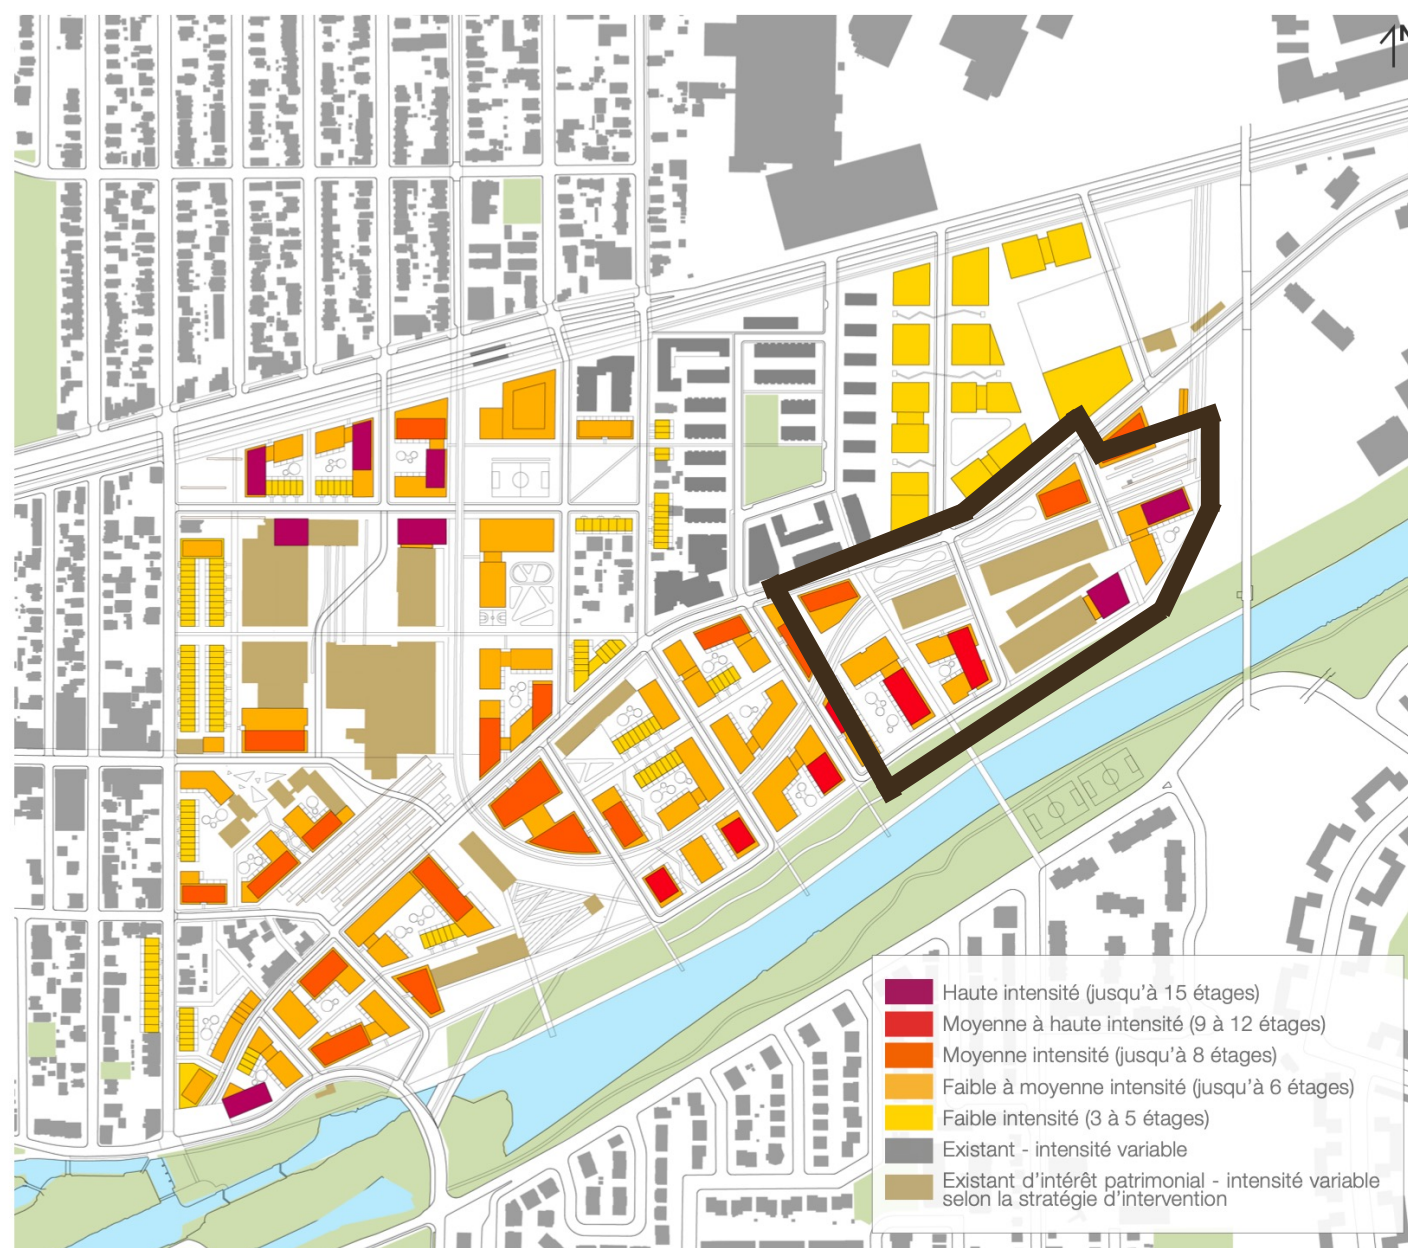 N
Haute intensité (jusqu'à 15 étages)
Moyenne à haute intensité (9 à 12 étages)
Moyenne intensité (jusqu'à 8 étages)
Faible à moyenne intensité (jusqu'à 6 étages)
Faible intensité (3 à 5 étages)
Existant - intensité variable
Existant d'intérêt patrimonial - intensité variable
selon la stratégie d'intervention